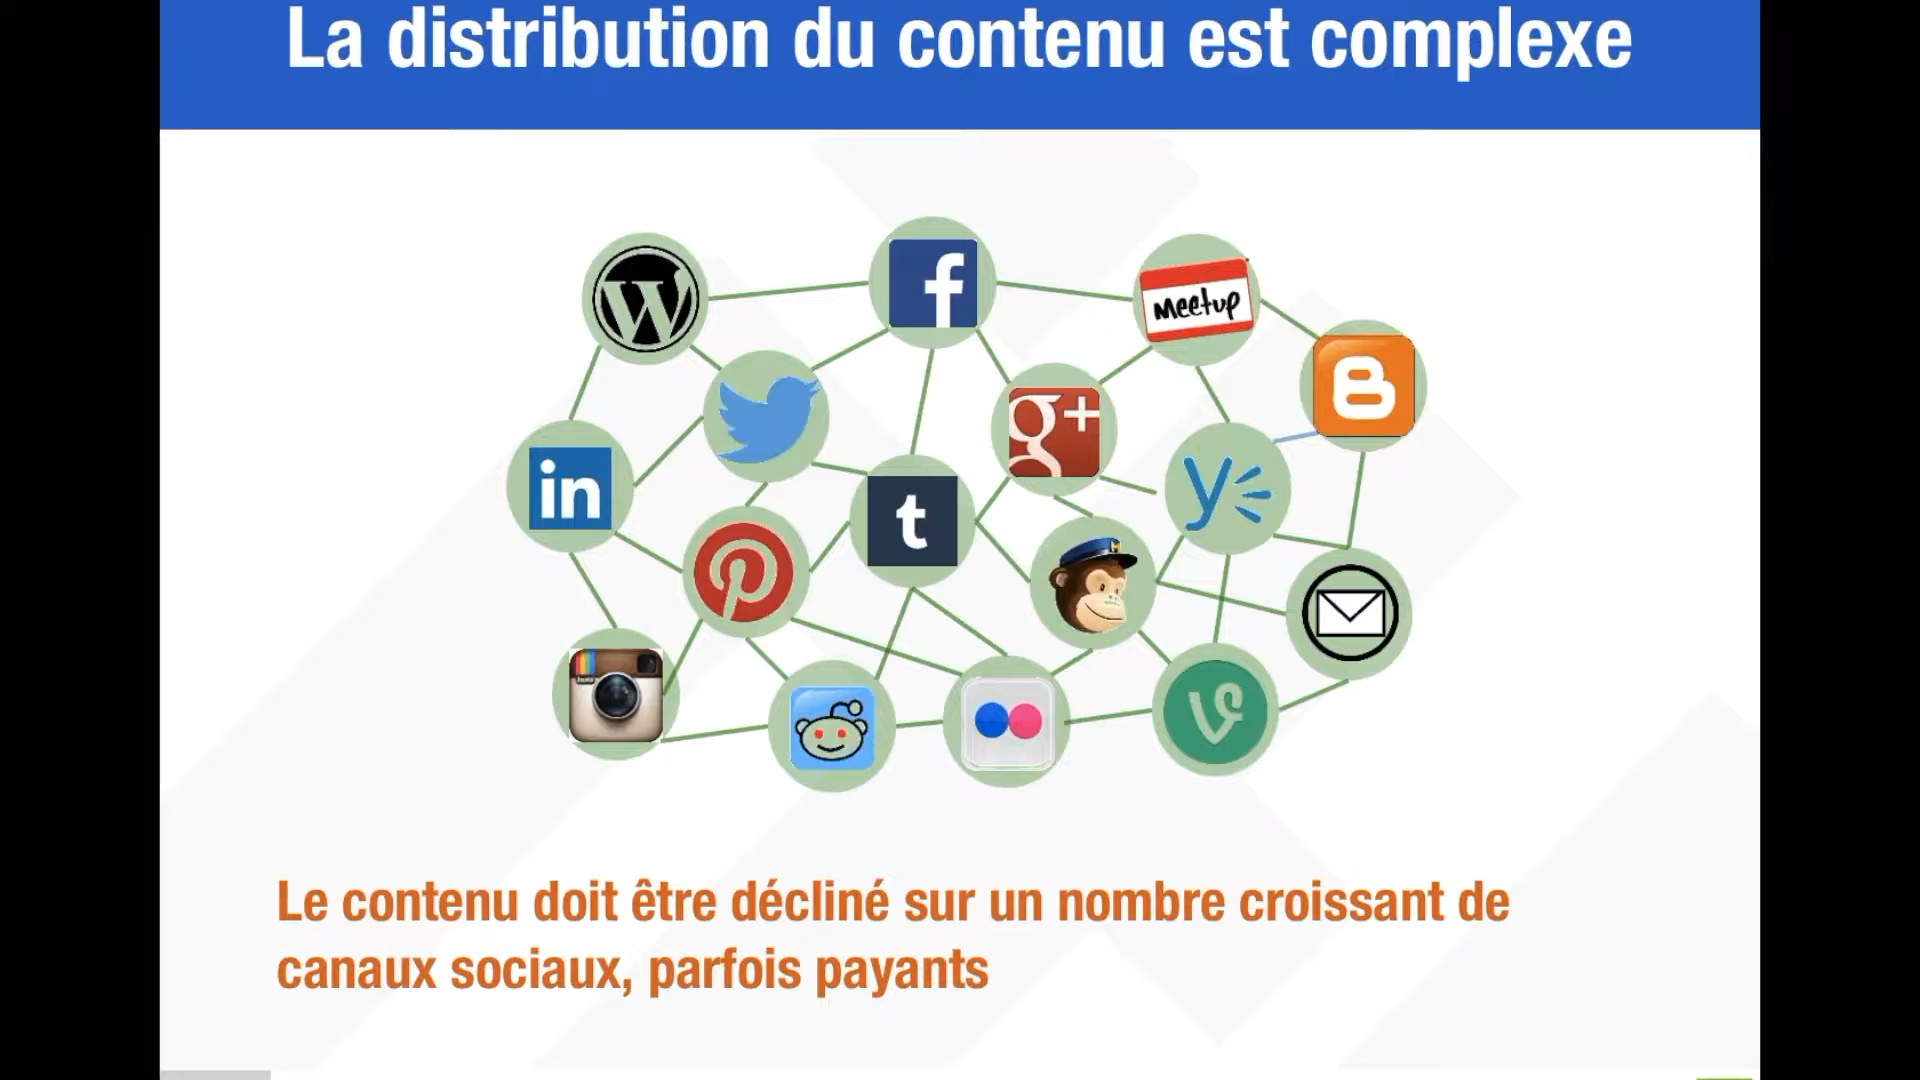 La distribution du contenu est complexe
W
f
meetup
B
g+
in
y
t
M
Le contenu doit être décliné sur un nombre croissant de
canaux sociaux, parfois payants